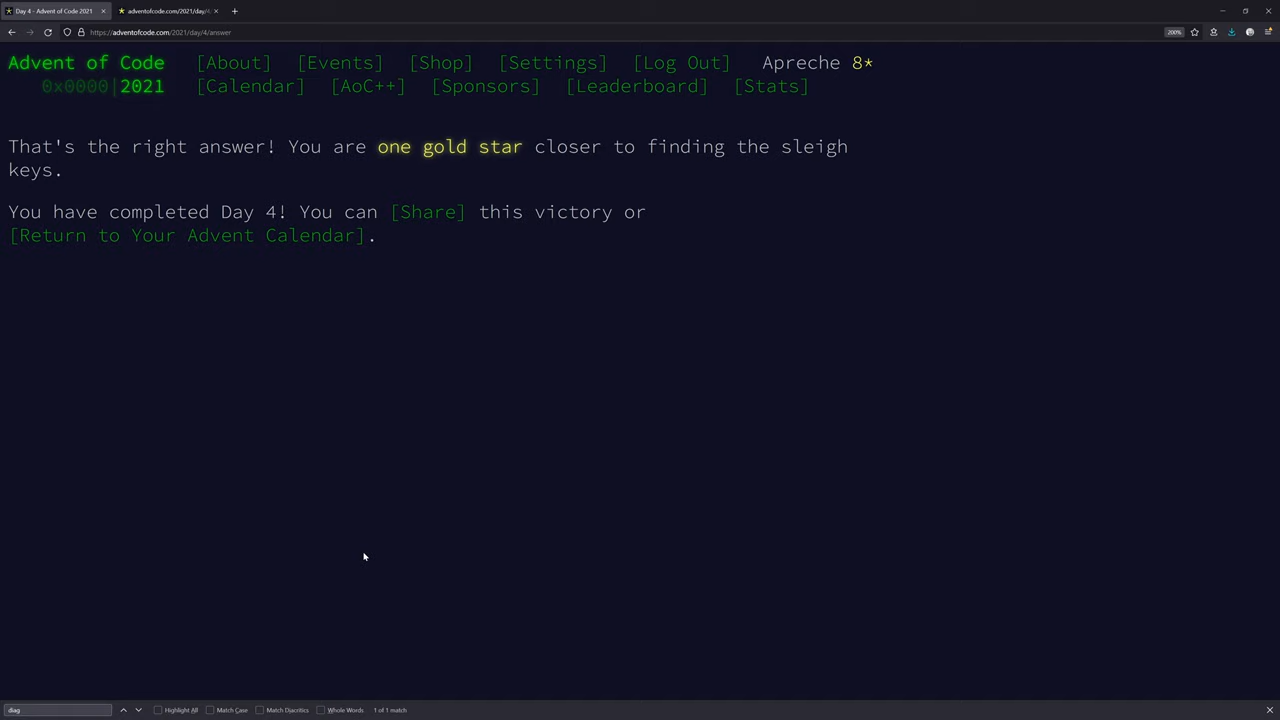 Day 4 - Advent of Code 2021
adventofcode.com/2021/day/4
https://adventofcode.com/2021/day/4/answer
200%
Advent of Code [About] [Events] [Shop] [Settings] [Log Out] Apreche 8*
0x0000|2021 [Calendar] [AoC++] [Sponsors] [Leaderboard] [Stats]
That's the right answer! You are one gold star closer to finding the sleigh
keys.
You have completed Day 4! You can [Share] this victory or
[Return to Your Advent Calendar].
diag Highlight All Match Case Match Diacritics Whole Words 1 of 1 match